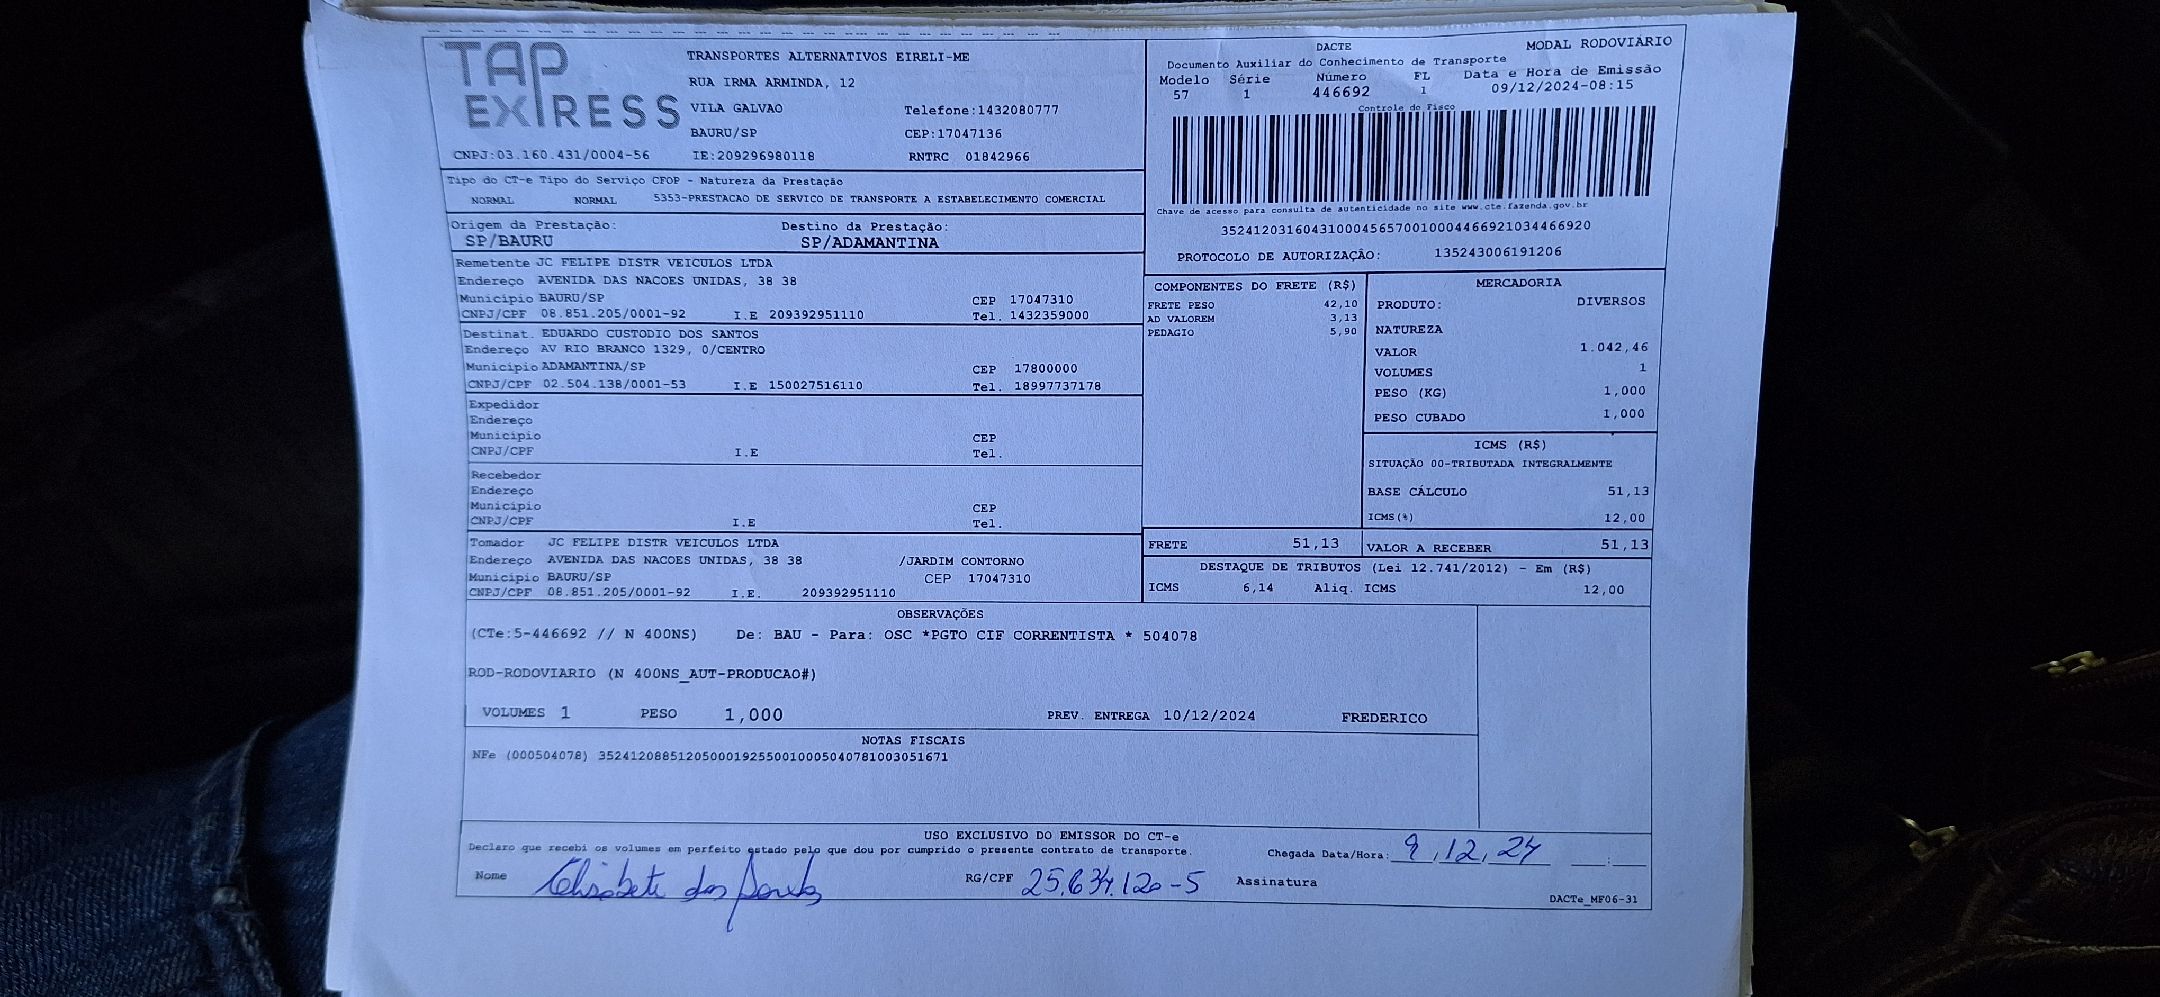 TAP EXPRESS
TRANSPORTES ALTERNATIVOS EIRELI-ME
RUA IRMA ARMINDA, 12
VILA GALVAO Telefone:1432080777
BAURU/SP CEP:17047136
CNPJ:03.160.431/0004-56 IE:209296980118 RNTRC 01842966
DACTE MODAL RODOVIÁRIO
Documento Auxiliar do Conhecimento de Transporte
Modelo Série Número FL Data e Hora de Emissão
57 1 446692 1 09/12/2024-08:15
Controle do Fisco
Chave de acesso para consulta de autenticidade no site www.cte.fazenda.gov.br
35241203160431000456570010004466921034466920
PROTOCOLO DE AUTORIZAÇÃO: 135243006191206
Tipo do CT-e Tipo do Serviço CFOP - Natureza da Prestação
NORMAL NORMAL 5353-PRESTACAO DE SERVICO DE TRANSPORTE A ESTABELECIMENTO COMERCIAL
Origem da Prestação: Destino da Prestação:
SP/BAURU SP/ADAMANTINA
Remetente JC FELIPE DISTR VEICULOS LTDA
Endereço AVENIDA DAS NACOES UNIDAS, 38 38
Município BAURU/SP CEP 17047310
CNPJ/CPF 08.851.205/0001-92 I.E 209392951110 Tel. 1432359000
Destinat. EDUARDO CUSTODIO DOS SANTOS
Endereço AV RIO BRANCO 1329, 0/CENTRO
Município ADAMANTINA/SP CEP 17800000
CNPJ/CPF 02.504.138/0001-53 I.E 150027516110 Tel. 18997737178
Expedidor
Endereço
Município CEP
CNPJ/CPF I.E Tel.
Recebedor
Endereço
Município CEP
CNPJ/CPF I.E Tel.
Tomador JC FELIPE DISTR VEICULOS LTDA
Endereço AVENIDA DAS NACOES UNIDAS, 38 38 /JARDIM CONTORNO
Município BAURU/SP CEP 17047310
CNPJ/CPF 08.851.205/0001-92 I.E. 209392951110
COMPONENTES DO FRETE (R$)
FRETE PESO 42,10
AD VALOREM 3,13
PEDAGIO 5,90
MERCADORIA
PRODUTO: DIVERSOS
NATUREZA
VALOR 1.042,46
VOLUMES 1
PESO (KG) 1,000
PESO CUBADO 1,000
ICMS (R$)
SITUAÇÃO 00-TRIBUTADA INTEGRALMENTE
BASE CÁLCULO 51,13
ICMS(%) 12,00
FRETE 51,13 VALOR A RECEBER 51,13
DESTAQUE DE TRIBUTOS (Lei 12.741/2012) - Em (R$)
ICMS 6,14 Aliq. ICMS 12,00
OBSERVAÇÕES
(CTe:5-446692 // N 400NS) De: BAU - Para: OSC *PGTO CIF CORRENTISTA * 504078
ROD-RODOVIARIO (N 400NS_AUT-PRODUCAO#)
VOLUMES 1 PESO 1,000 PREV. ENTREGA 10/12/2024 FREDERICO
NOTAS FISCAIS
NFe (000504078) 35241208851205000192550010005040781003051671
USO EXCLUSIVO DO EMISSOR DO CT-e
Declaro que recebi os volumes em perfeito estado pelo que dou por cumprido o presente contrato de transporte. Chegada Data/Hora: 9,12,24 __:__
Nome Elisabete dos Santos RG/CPF 25.634.120-5 Assinatura
DACTe_MF06-31